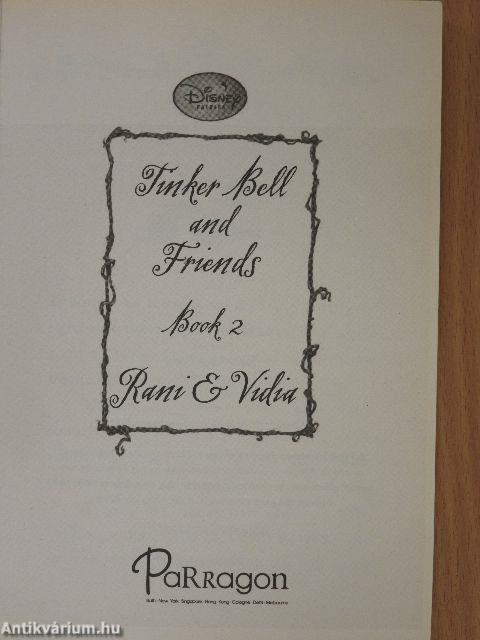 Disney
FAIRIES
Tinker Bell
and
Friends
Book 2
Rani & Vidia
PaRRagon
Bath · New York · Singapore · Hong Kong · Cologne · Delhi · Melbourne
Antikvárium.hu